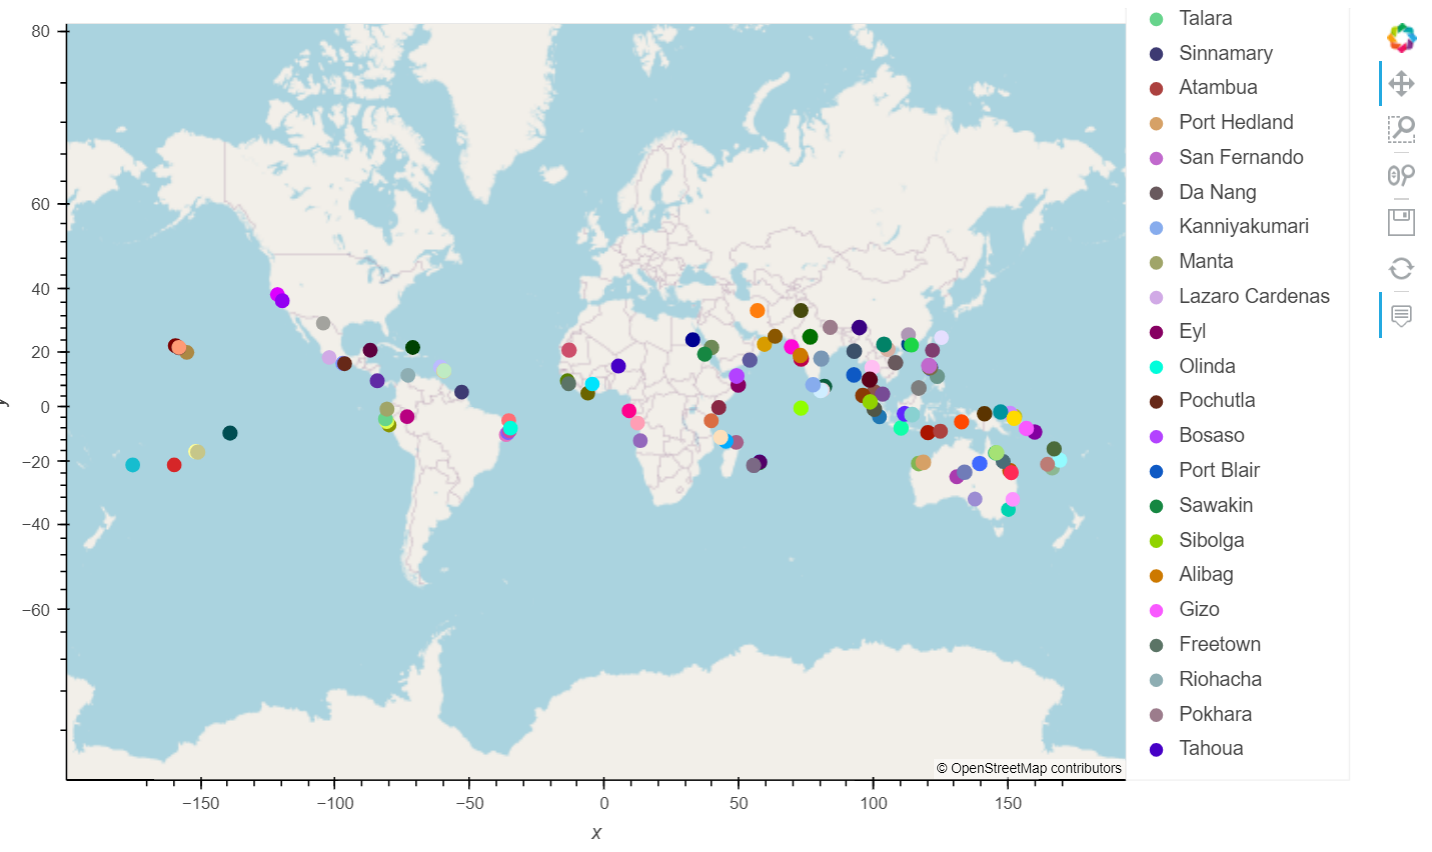 80
60
40
20
0
−20
−40
−60
y
−150
−100
−50
0
50
100
150
x
© OpenStreetMap contributors
Talara
Sinnamary
Atambua
Port Hedland
San Fernando
Da Nang
Kanniyakumari
Manta
Lazaro Cardenas
Eyl
Olinda
Pochutla
Bosaso
Port Blair
Sawakin
Sibolga
Alibag
Gizo
Freetown
Riohacha
Pokhara
Tahoua